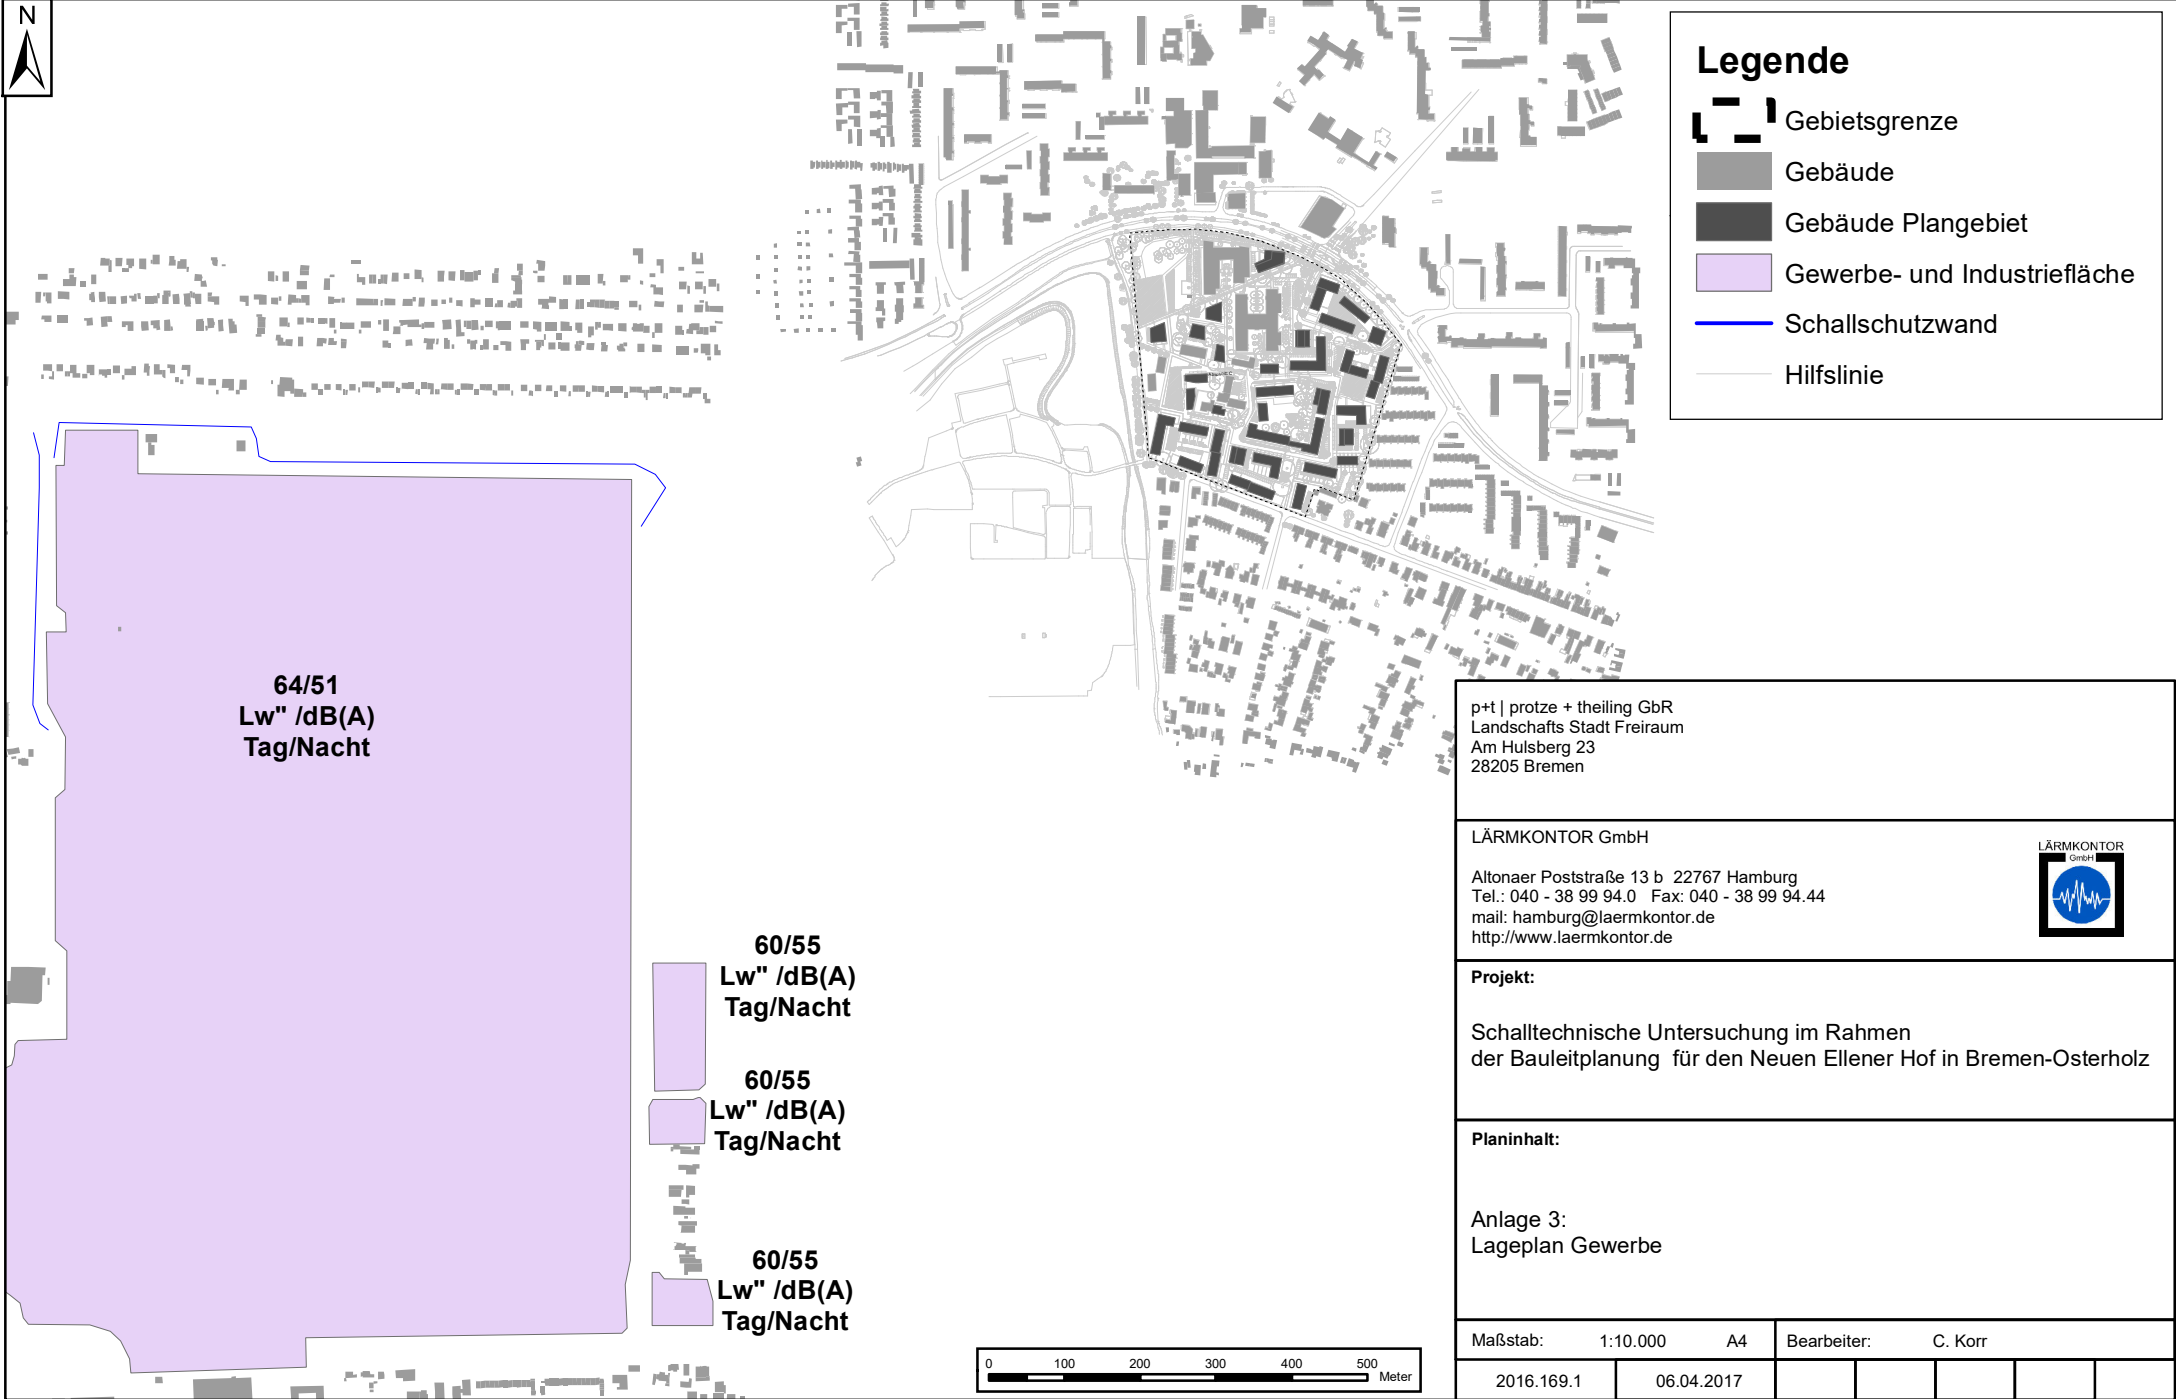 N
Legende
Gebietsgrenze
Gebäude
Gebäude Plangebiet
Gewerbe- und Industriefläche
Schallschutzwand
Hilfslinie
64/51
Lw" /dB(A)
Tag/Nacht
60/55
Lw" /dB(A)
Tag/Nacht
60/55
Lw" /dB(A)
Tag/Nacht
60/55
Lw" /dB(A)
Tag/Nacht
0 100 200 300 400 500
Meter
p+t | protze + theiling GbR
Landschafts Stadt Freiraum
Am Hulsberg 23
28205 Bremen
LÄRMKONTOR GmbH
Altonaer Poststraße 13 b 22767 Hamburg
Tel.: 040 - 38 99 94.0 Fax: 040 - 38 99 94.44
mail: hamburg@laermkontor.de
http://www.laermkontor.de
LÄRMKONTOR
GmbH
Projekt:
Schalltechnische Untersuchung im Rahmen
der Bauleitplanung für den Neuen Ellener Hof in Bremen-Osterholz
Planinhalt:
Anlage 3:
Lageplan Gewerbe
Maßstab: 1:10.000 A4 Bearbeiter: C. Korr
2016.169.1 06.04.2017